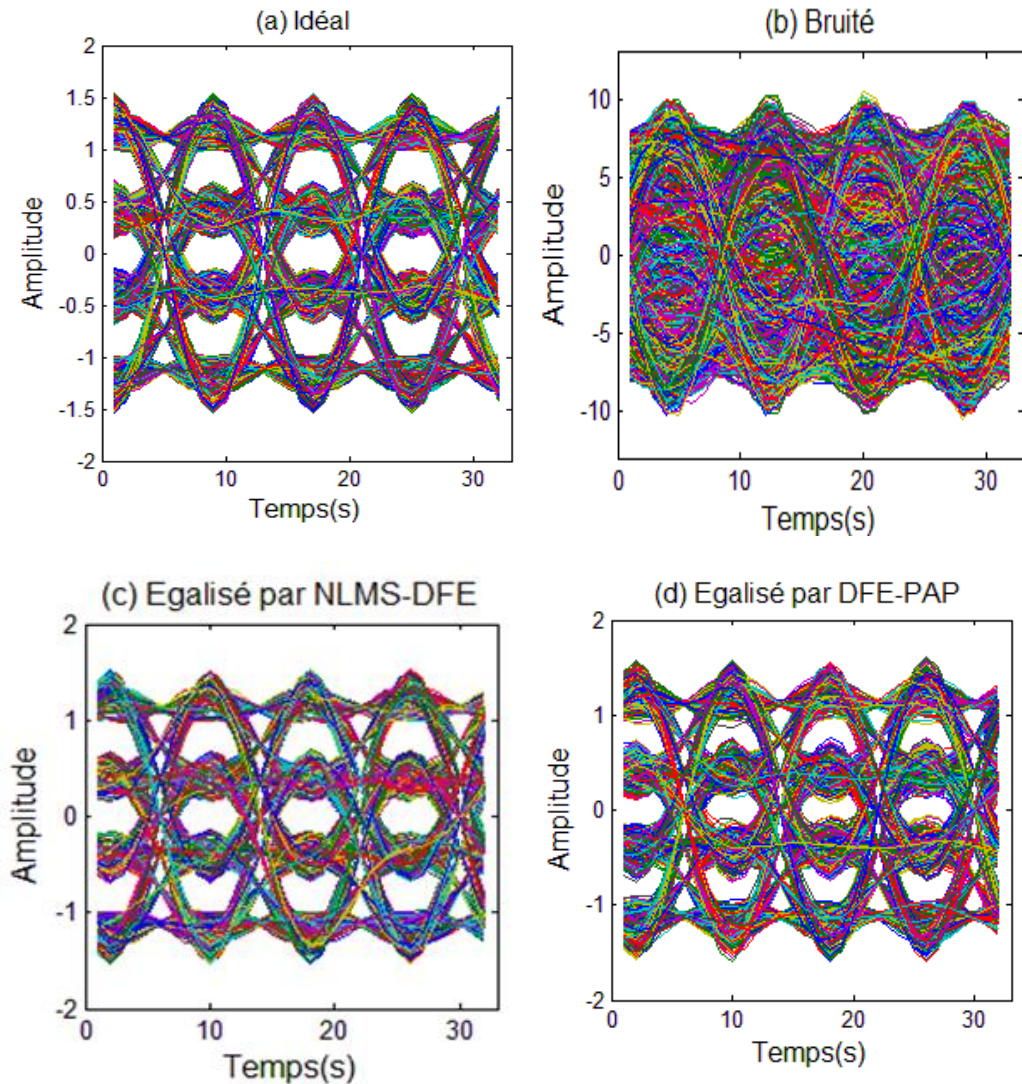 (a) Idéal
2
1.5
1
0.5
0
-0.5
-1
-1.5
-2
Amplitude
0 10 20 30
Temps(s)
(b) Bruité
10
5
0
-5
-10
Amplitude
0 10 20 30
Temps(s)
(c) Egalisé par NLMS-DFE
2
1
0
-1
-2
Amplitude
0 10 20 30
Temps(s)
(d) Egalisé par DFE-PAP
2
1
0
-1
-2
Amplitude
0 10 20 30
Temps(s)